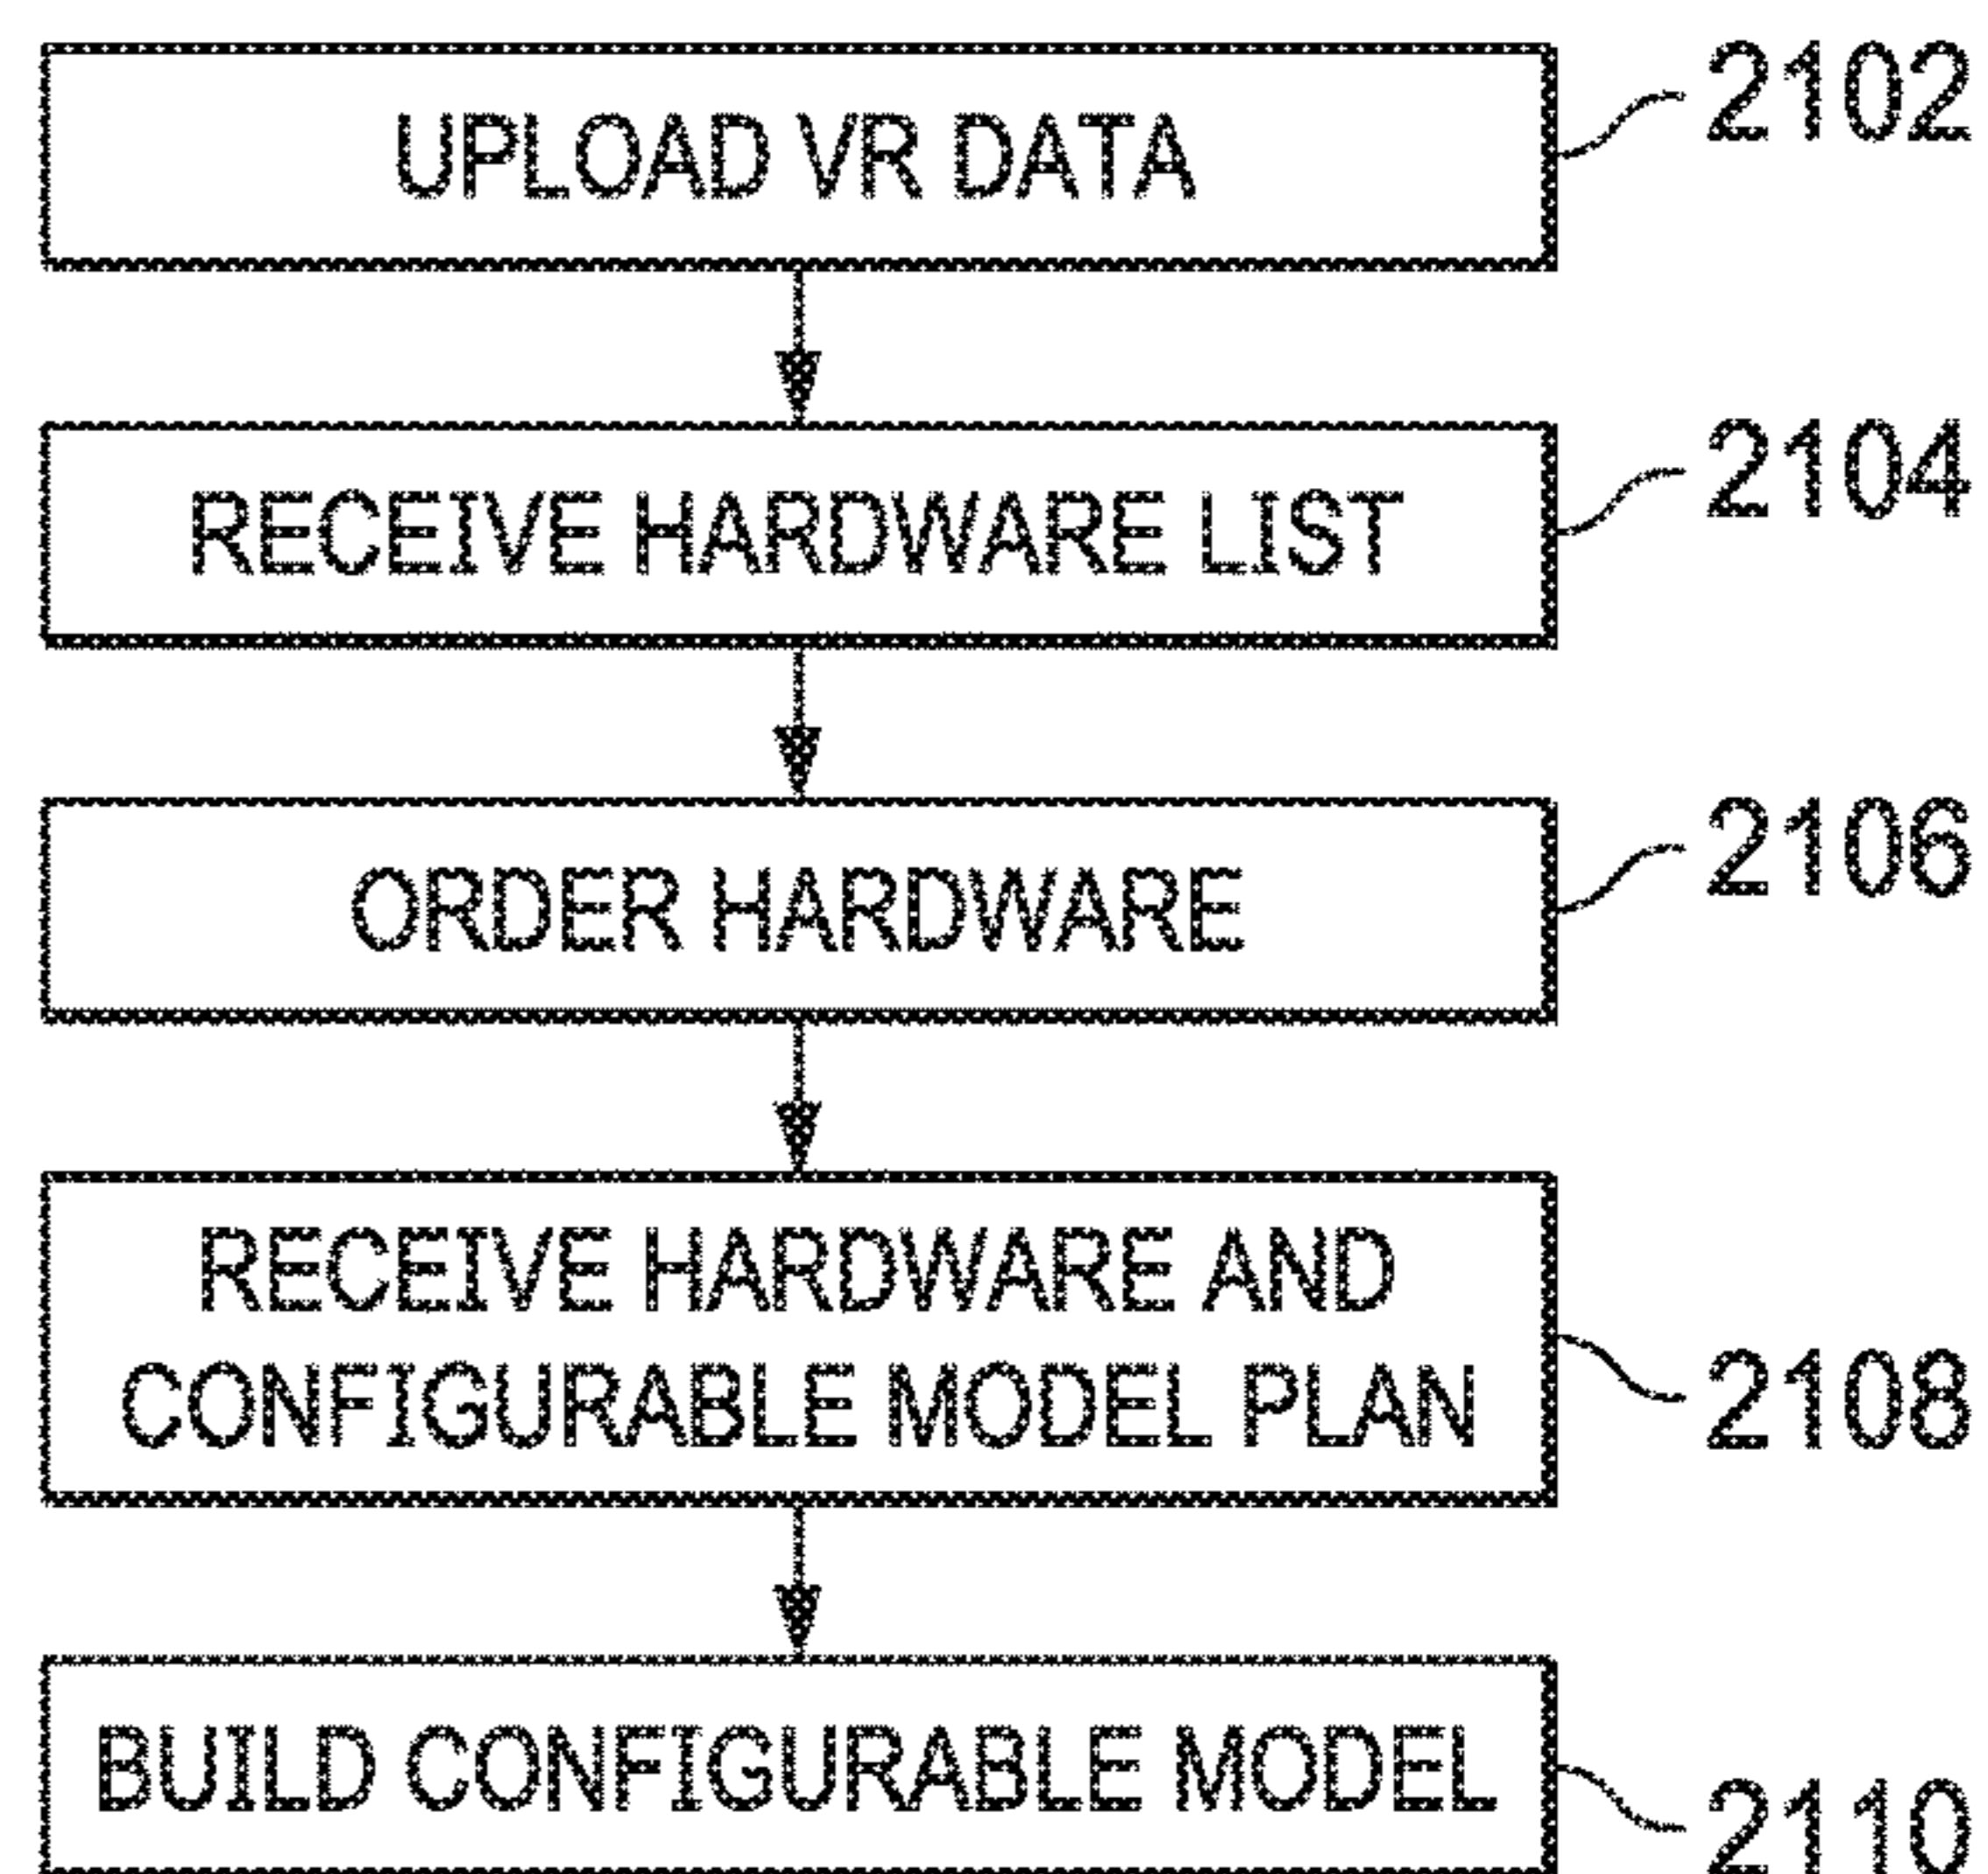 UPLOAD VR DATA
2102
RECEIVE HARDWARE LIST
2104
ORDER HARDWARE
2106
RECEIVE HARDWARE AND
CONFIGURABLE MODEL PLAN
2108
BUILD CONFIGURABLE MODEL
2110